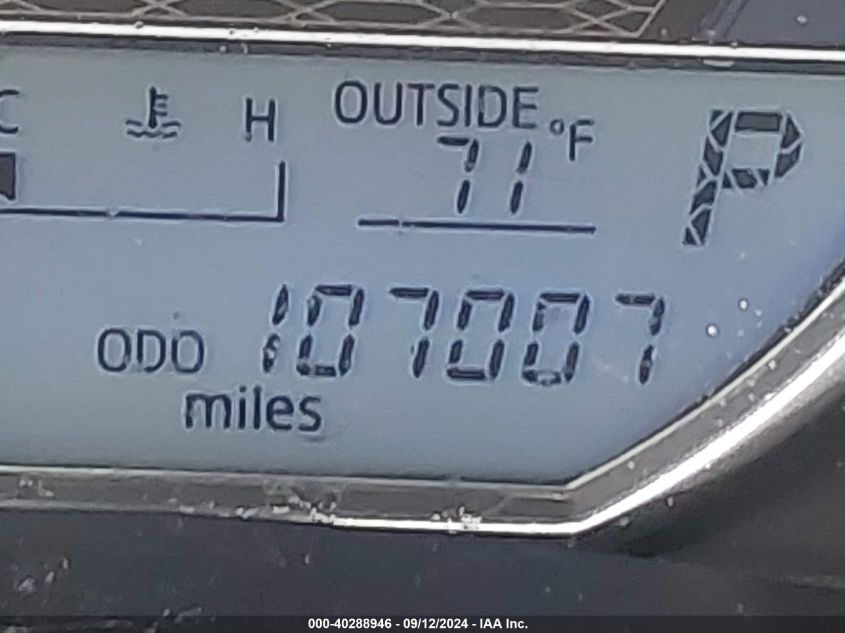 C H OUTSIDE
71 °F P
ODO 107007
miles
000-40288946 - 09/12/2024 - IAA Inc.